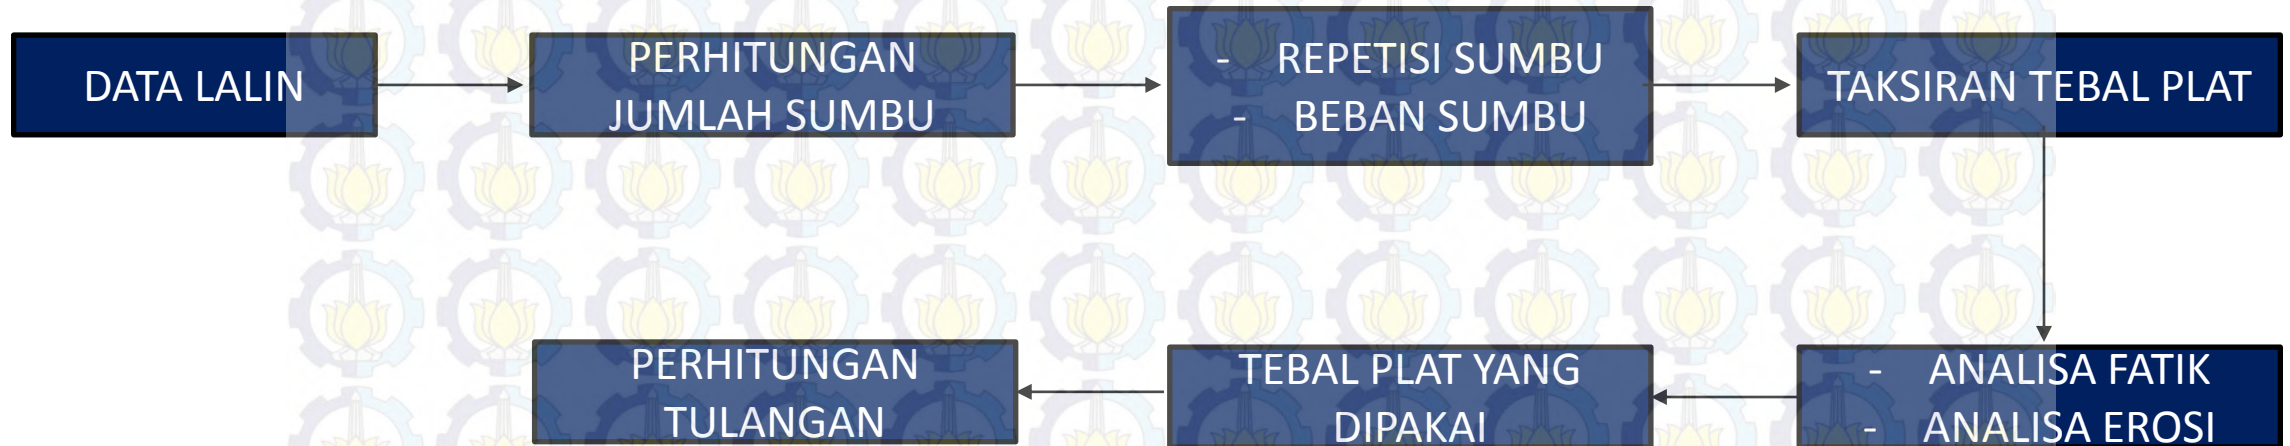 DATA LALIN
PERHITUNGAN
JUMLAH SUMBU
- REPETISI SUMBU
- BEBAN SUMBU
TAKSIRAN TEBAL PLAT
- ANALISA FATIK
- ANALISA EROSI
TEBAL PLAT YANG
DIPAKAI
PERHITUNGAN
TULANGAN